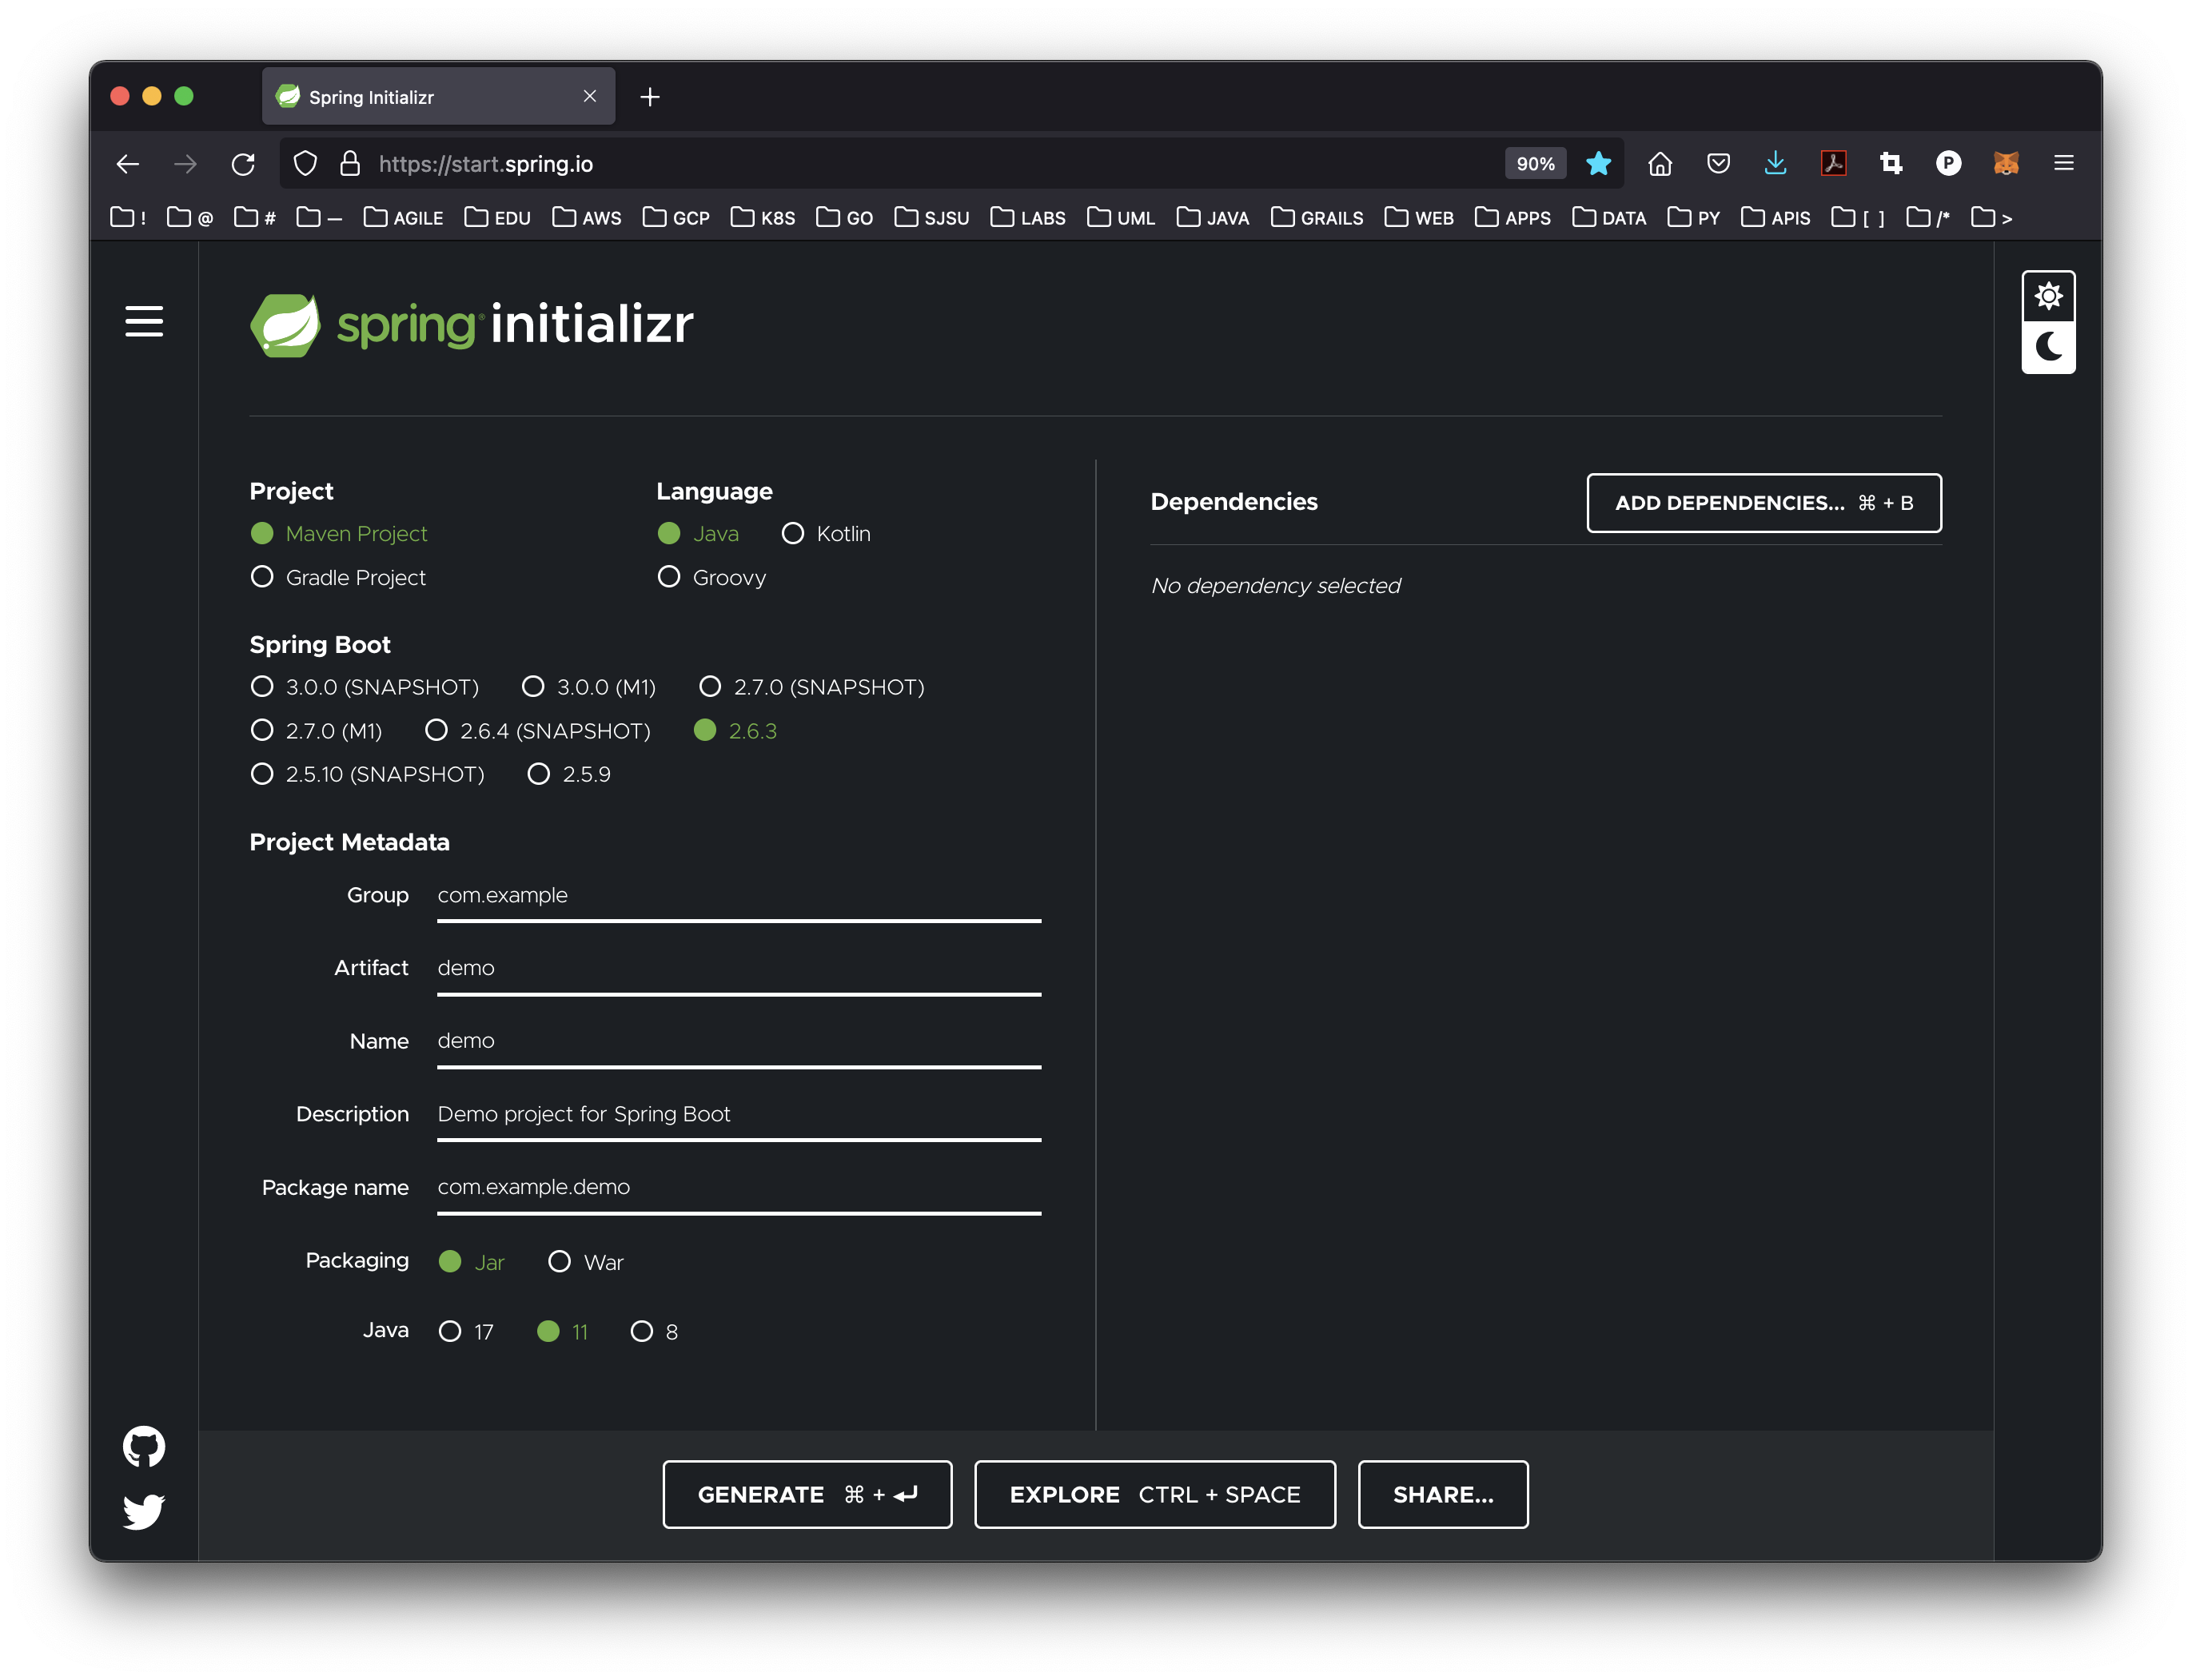 Spring Initializr
https://start.spring.io 90%
! @ # — AGILE EDU AWS GCP K8S GO SJSU LABS UML JAVA GRAILS WEB APPS DATA PY APIS [ ] /* >
spring initializr
Project
Maven Project
Gradle Project
Language
Java Kotlin
Groovy
Spring Boot
3.0.0 (SNAPSHOT) 3.0.0 (M1) 2.7.0 (SNAPSHOT)
2.7.0 (M1) 2.6.4 (SNAPSHOT) 2.6.3
2.5.10 (SNAPSHOT) 2.5.9
Project Metadata
Group com.example
Artifact demo
Name demo
Description Demo project for Spring Boot
Package name com.example.demo
Packaging Jar War
Java 17 11 8
Dependencies ADD DEPENDENCIES... ⌘ + B
No dependency selected
GENERATE ⌘ + ↵ EXPLORE CTRL + SPACE SHARE...